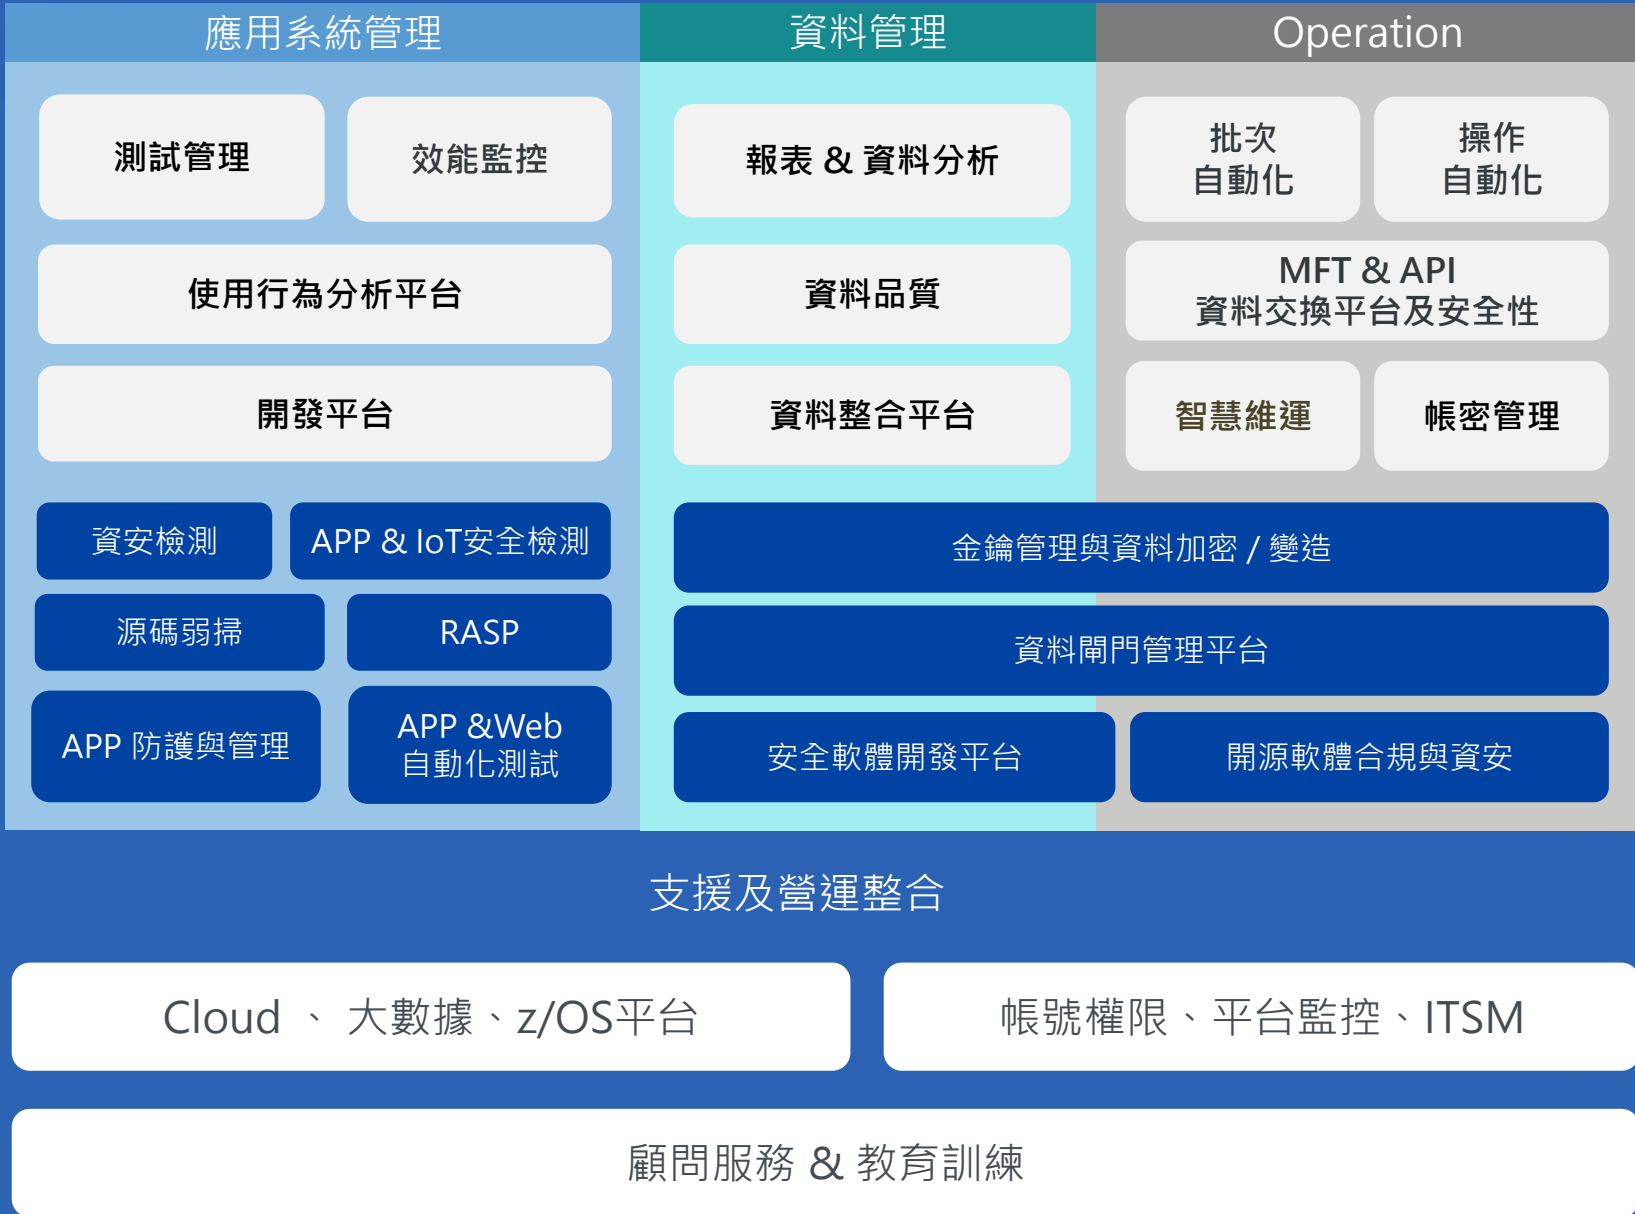 應用系統管理
資料管理
Operation
測試管理
效能監控
使用行為分析平台
開發平台
資安檢測
APP & IoT安全檢測
源碼弱掃
RASP
APP 防護與管理
APP &Web
自動化測試
報表 & 資料分析
資料品質
資料整合平台
批次
自動化
操作
自動化
MFT & API
資料交換平台及安全性
智慧維運
帳密管理
金鑰管理與資料加密 / 變造
資料閘門管理平台
安全軟體開發平台
開源軟體合規與資安
支援及營運整合
Cloud 、 大數據、z/OS平台
帳號權限、平台監控、ITSM
顧問服務 & 教育訓練